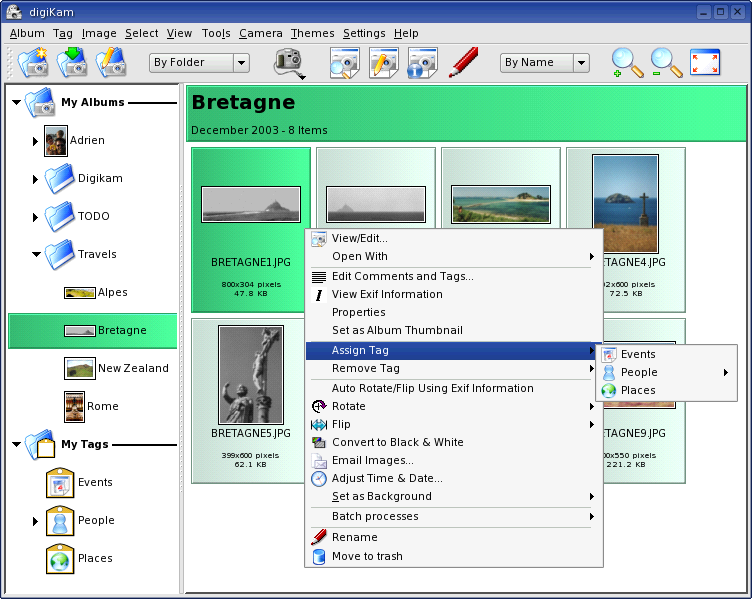 digiKam
Album Tag Image Select View Tools Camera Themes Settings Help
By Folder
By Name
My Albums
Adrien
Digikam
TODO
Travels
Alpes
Bretagne
New Zealand
Rome
My Tags
Events
People
Places
Bretagne
December 2003 - 8 Items
BRETAGNE1.JPG
800x304 pixels
47.8 KB
ETAGNE4.JPG
2x600 pixels
72.5 KB
BRETAGNE5.JPG
399x600 pixels
62.1 KB
ETAGNE9.JPG
0x550 pixels
221.2 KB
View/Edit...
Open With
Edit Comments and Tags...
View Exif Information
Properties
Set as Album Thumbnail
Assign Tag
Remove Tag
Auto Rotate/Flip Using Exif Information
Rotate
Flip
Convert to Black & White
Email Images...
Adjust Time & Date...
Set as Background
Batch processes
Rename
Move to trash
Events
People
Places